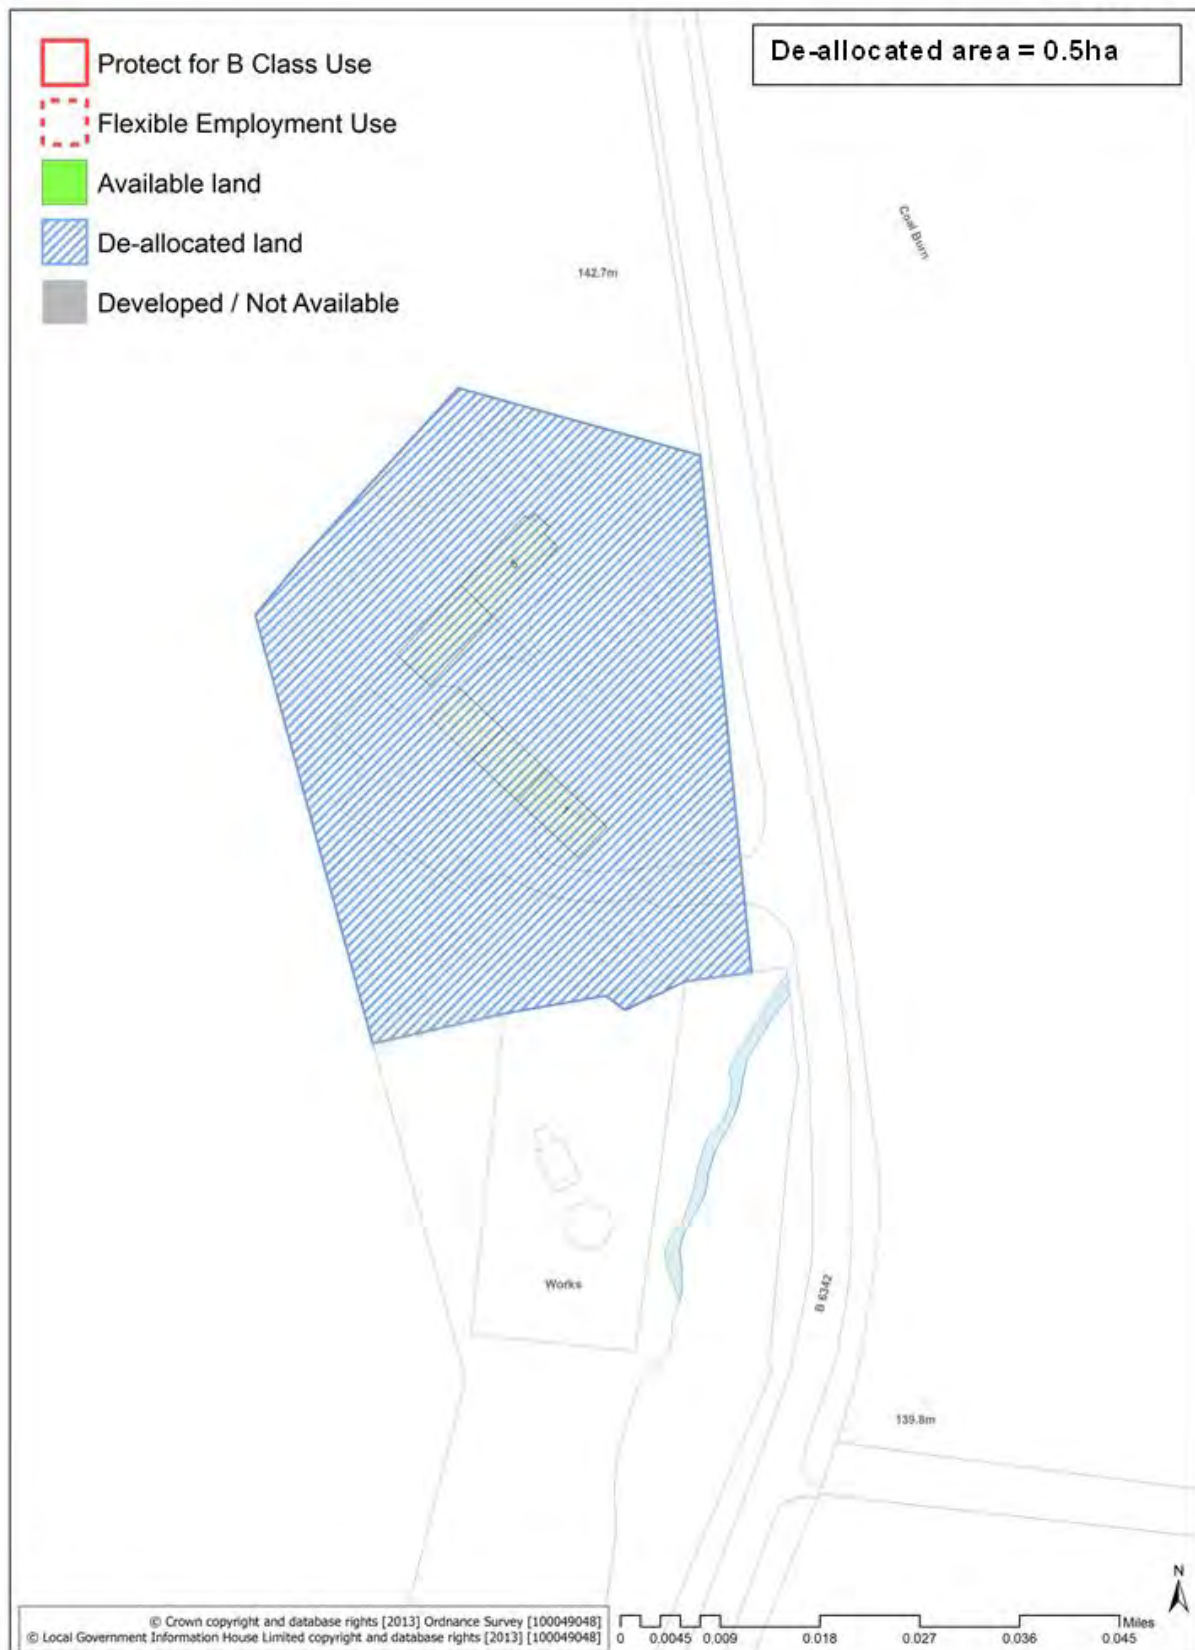 De-allocated area = 0.5ha
Protect for B Class Use
Flexible Employment Use
Available land
De-allocated land
Developed / Not Available
Coal Burn
142.7m
Works
B 6342
139.8m
N
© Crown copyright and database rights [2013] Ordnance Survey [100049048]
© Local Government Information House Limited copyright and database rights [2013] [100049048]
Miles
0 0.0045 0.009 0.018 0.027 0.036 0.045